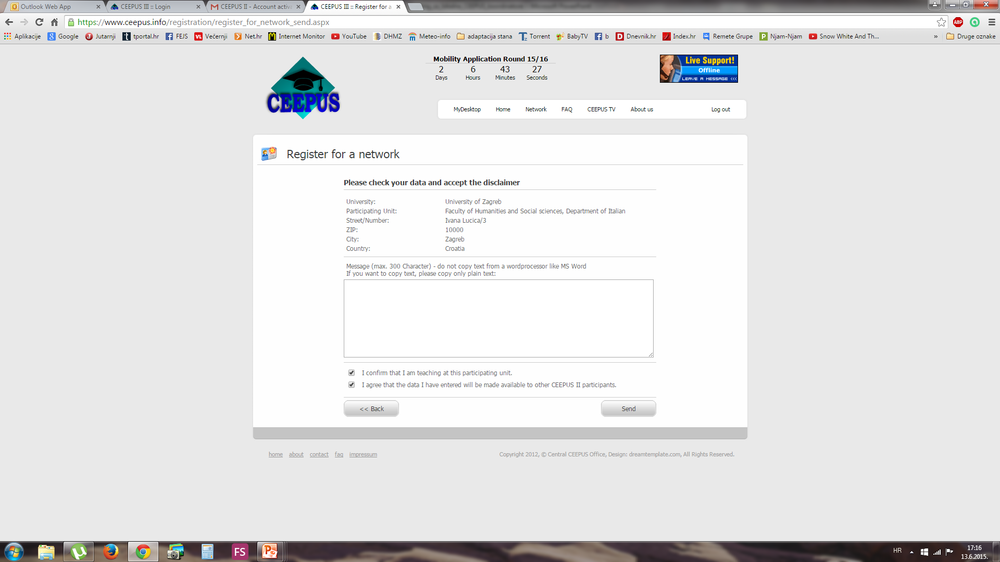 Outlook Web App
CEEPUS III :: Login
CEEPUS II - Account activa
CEEPUS III :: Register for a
https://www.ceepus.info/registration/register_for_network_send.aspx
ABP
Aplikacije
Google
Jutarnji
tportal.hr
FEJS
Večernji
Net.hr
Internet Monitor
YouTube
DHMZ
Meteo-info
adaptacija stana
Torrent
BabyTV
b
Dnevnik.hr
Index.hr
Remete Grupe
Njam-Njam
Snow White And Th...
»
Druge oznake
CEEPUS
Mobility Application Round 15/16
2 6 43 27
Days Hours Minutes Seconds
Live Support!
Offline
LEAVE A MESSAGE <<<
MyDesktop Home Network FAQ CEEPUS TV About us Log out
Register for a network
Please check your data and accept the disclaimer
University: University of Zagreb
Participating Unit: Faculty of Humanities and Social sciences, Department of Italian
Street/Number: Ivana Lucica/3
ZIP: 10000
City: Zagreb
Country: Croatia
Message (max. 300 Character) - do not copy text from a wordprocessor like MS Word
If you want to copy text, please copy only plain text:
I confirm that I am teaching at this participating unit.
I agree that the data I have entered will be made available to other CEEPUS II participants.
<< Back Send
home about contact faq impressum
Copyright 2012, © Central CEEPUS Office, Design: dreamtemplate.com, All Rights Reserved.
FS
HR
17:16
13.6.2015.